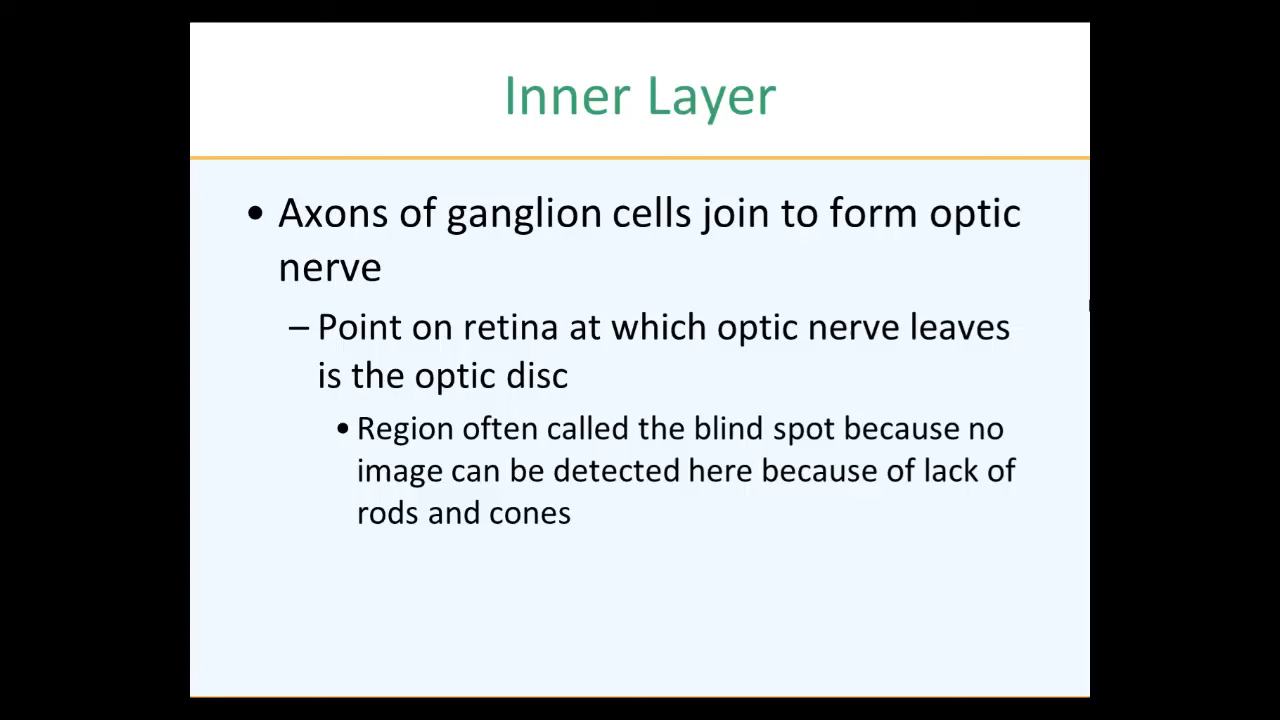 Inner Layer
• Axons of ganglion cells join to form optic
nerve
– Point on retina at which optic nerve leaves
is the optic disc
• Region often called the blind spot because no
image can be detected here because of lack of
rods and cones